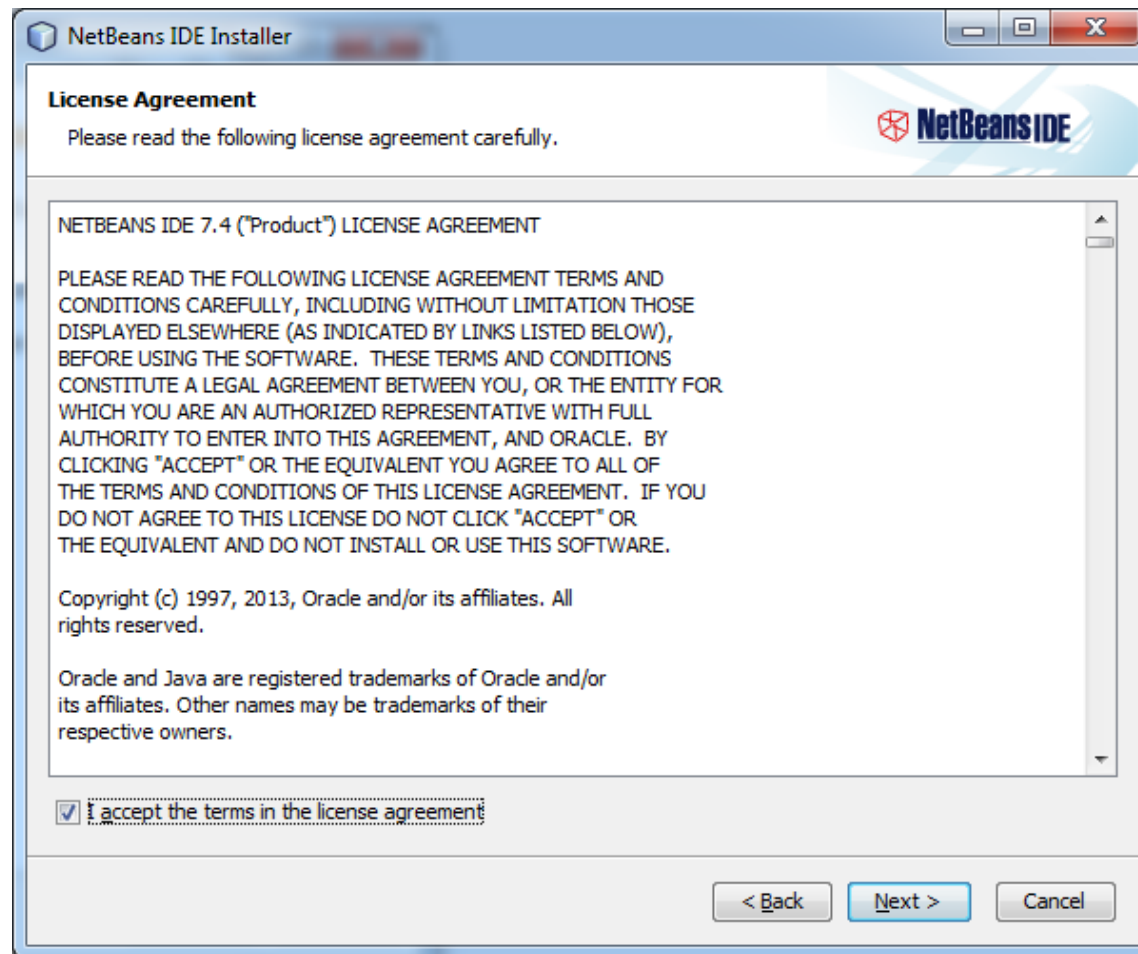 NetBeans IDE Installer
License Agreement
Please read the following license agreement carefully.
NetBeans IDE
NETBEANS IDE 7.4 ("Product") LICENSE AGREEMENT
PLEASE READ THE FOLLOWING LICENSE AGREEMENT TERMS AND
CONDITIONS CAREFULLY, INCLUDING WITHOUT LIMITATION THOSE
DISPLAYED ELSEWHERE (AS INDICATED BY LINKS LISTED BELOW),
BEFORE USING THE SOFTWARE.  THESE TERMS AND CONDITIONS
CONSTITUTE A LEGAL AGREEMENT BETWEEN YOU, OR THE ENTITY FOR
WHICH YOU ARE AN AUTHORIZED REPRESENTATIVE WITH FULL
AUTHORITY TO ENTER INTO THIS AGREEMENT, AND ORACLE.  BY
CLICKING "ACCEPT" OR THE EQUIVALENT YOU AGREE TO ALL OF
THE TERMS AND CONDITIONS OF THIS LICENSE AGREEMENT.  IF YOU
DO NOT AGREE TO THIS LICENSE DO NOT CLICK "ACCEPT" OR
THE EQUIVALENT AND DO NOT INSTALL OR USE THIS SOFTWARE.
Copyright (c) 1997, 2013, Oracle and/or its affiliates. All
rights reserved.
Oracle and Java are registered trademarks of Oracle and/or
its affiliates. Other names may be trademarks of their
respective owners.
I accept the terms in the license agreement
< Back
Next >
Cancel